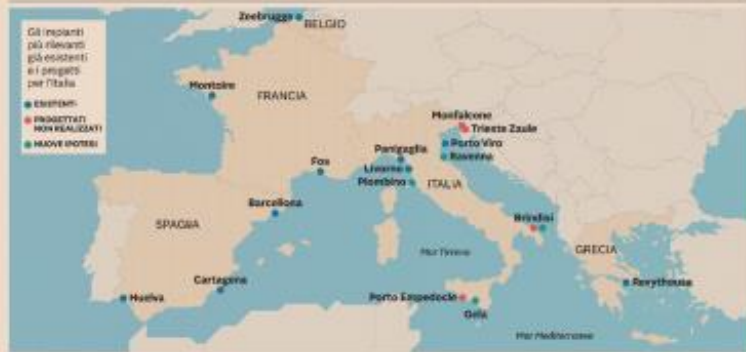 Gli impianti
più rilevanti
già esistenti
e i progetti
per l'Italia
ESISTENTI
PROGETTATI
NON REALIZZATI
NUOVE IPOTESI
Zeebrugge
BELGIO
Montoire
FRANCIA
Monfalcone
Trieste Zaule
Porto Viro
Ravenna
Panigaglia
Livorno
Piombino
ITALIA
Fos
Barcellona
SPAGNA
Cartagena
Huelva
Mar Tirreno
Brindisi
GRECIA
Revythousa
Porto Empedocle
Gela
Mar Mediterraneo